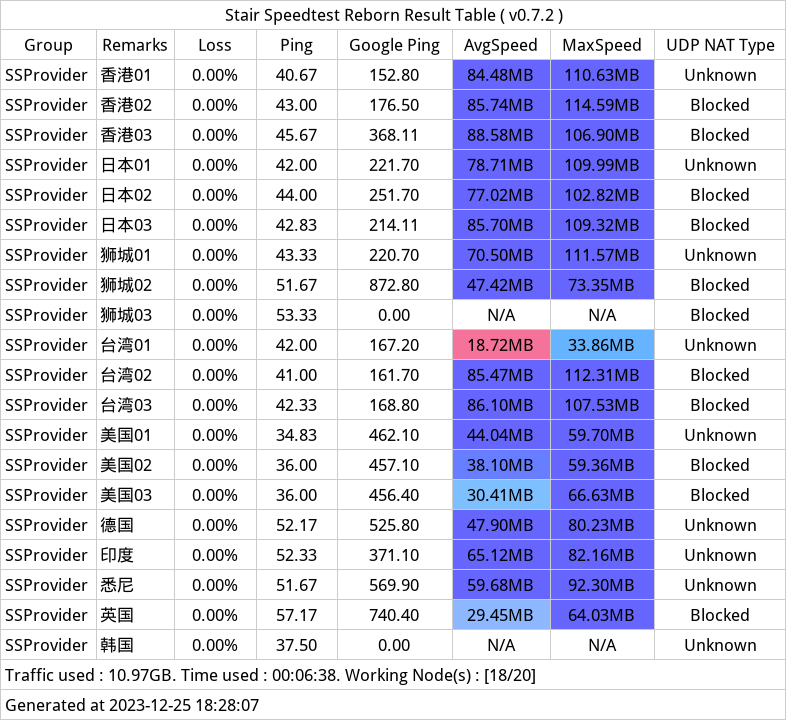 Stair Speedtest Reborn Result Table ( v0.7.2 )
Group Remarks Loss Ping Google Ping AvgSpeed MaxSpeed UDP NAT Type
SSProvider 香港01 0.00% 40.67 152.80 84.48MB 110.63MB Unknown
SSProvider 香港02 0.00% 43.00 176.50 85.74MB 114.59MB Blocked
SSProvider 香港03 0.00% 45.67 368.11 88.58MB 106.90MB Blocked
SSProvider 日本01 0.00% 42.00 221.70 78.71MB 109.99MB Unknown
SSProvider 日本02 0.00% 44.00 251.70 77.02MB 102.82MB Blocked
SSProvider 日本03 0.00% 42.83 214.11 85.70MB 109.32MB Blocked
SSProvider 狮城01 0.00% 43.33 220.70 70.50MB 111.57MB Unknown
SSProvider 狮城02 0.00% 51.67 872.80 47.42MB 73.35MB Blocked
SSProvider 狮城03 0.00% 53.33 0.00 N/A N/A Blocked
SSProvider 台湾01 0.00% 42.00 167.20 18.72MB 33.86MB Unknown
SSProvider 台湾02 0.00% 41.00 161.70 85.47MB 112.31MB Blocked
SSProvider 台湾03 0.00% 42.33 168.80 86.10MB 107.53MB Blocked
SSProvider 美国01 0.00% 34.83 462.10 44.04MB 59.70MB Unknown
SSProvider 美国02 0.00% 36.00 457.10 38.10MB 59.36MB Blocked
SSProvider 美国03 0.00% 36.00 456.40 30.41MB 66.63MB Blocked
SSProvider 德国 0.00% 52.17 525.80 47.90MB 80.23MB Unknown
SSProvider 印度 0.00% 52.33 371.10 65.12MB 82.16MB Unknown
SSProvider 悉尼 0.00% 51.67 569.90 59.68MB 92.30MB Unknown
SSProvider 英国 0.00% 57.17 740.40 29.45MB 64.03MB Blocked
SSProvider 韩国 0.00% 37.50 0.00 N/A N/A Unknown
Traffic used : 10.97GB. Time used : 00:06:38. Working Node(s) : [18/20]
Generated at 2023-12-25 18:28:07